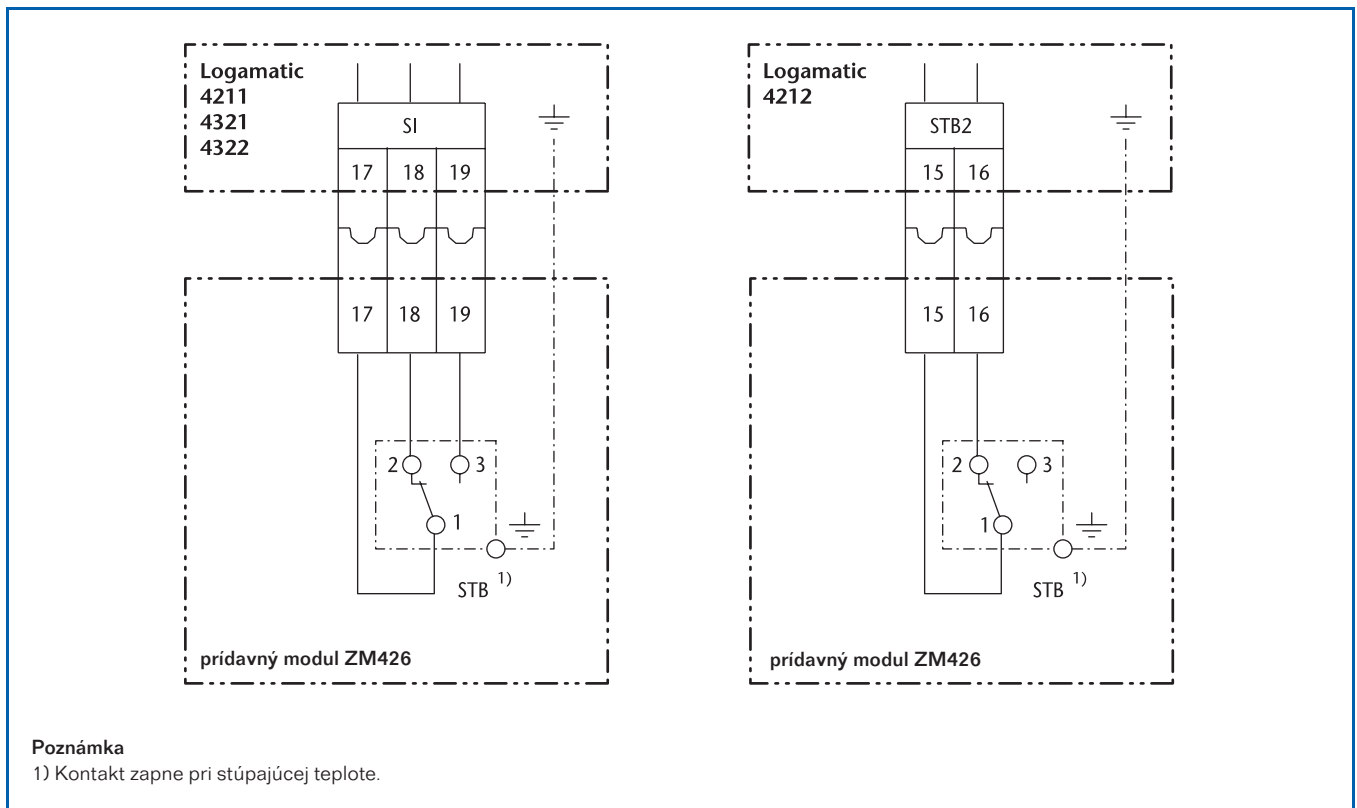 Logamatic
4211
4321
4322
SI
17 18 19
17 18 19
2 3
1
STB 1)
prídavný modul ZM426
Logamatic
4212
STB2
15 16
15 16
2 3
1
STB 1)
prídavný modul ZM426
Poznámka
1) Kontakt zapne pri stúpajúcej teplote.